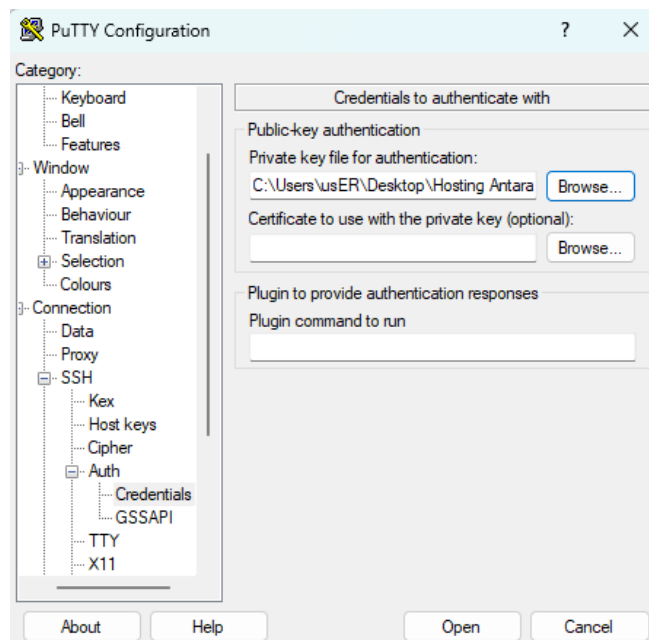 PuTTY Configuration
?
Category:
Keyboard
Bell
Features
Window
Appearance
Behaviour
Translation
Selection
Colours
Connection
Data
Proxy
SSH
Kex
Host keys
Cipher
Auth
Credentials
GSSAPI
TTY
X11
Credentials to authenticate with
Public-key authentication
Private key file for authentication:
C:\Users\usER\Desktop\Hosting Antara
Browse...
Certificate to use with the private key (optional):
Browse...
Plugin to provide authentication responses
Plugin command to run
About
Help
Open
Cancel